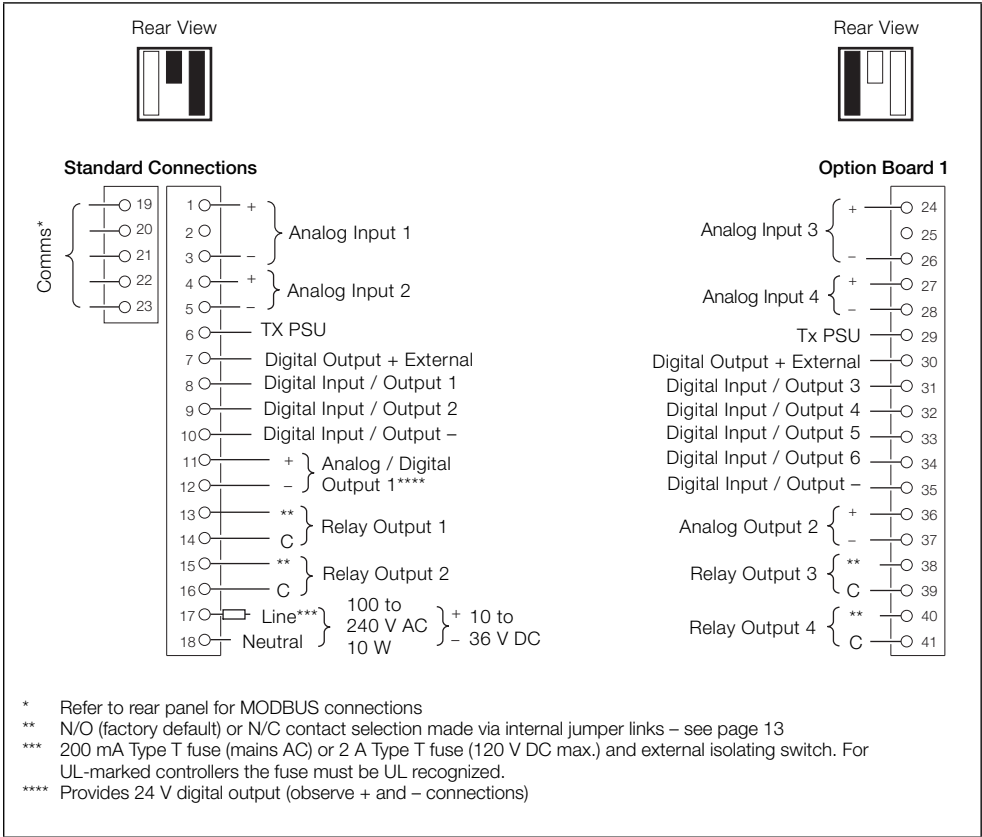 Rear View
Rear View
Standard Connections
Option Board 1
Comms*
19
20
21
22
23
1 +
2
3 –
Analog Input 1
4 +
5 –
Analog Input 2
6 TX PSU
7 Digital Output + External
8 Digital Input / Output 1
9 Digital Input / Output 2
10 Digital Input / Output –
11 +
12 –
Analog / Digital
Output 1****
13 **
14 C
Relay Output 1
15 **
16 C
Relay Output 2
17 Line***
18 Neutral
100 to
240 V AC
10 W
+ 10 to
– 36 V DC
Analog Input 3
+ 24
25
– 26
Analog Input 4
+ 27
– 28
Tx PSU 29
Digital Output + External 30
Digital Input / Output 3 31
Digital Input / Output 4 32
Digital Input / Output 5 33
Digital Input / Output 6 34
Digital Input / Output – 35
Analog Output 2
+ 36
– 37
Relay Output 3
** 38
C 39
Relay Output 4
** 40
C 41
* Refer to rear panel for MODBUS connections
** N/O (factory default) or N/C contact selection made via internal jumper links – see page 13
*** 200 mA Type T fuse (mains AC) or 2 A Type T fuse (120 V DC max.) and external isolating switch. For
UL-marked controllers the fuse must be UL recognized.
**** Provides 24 V digital output (observe + and – connections)